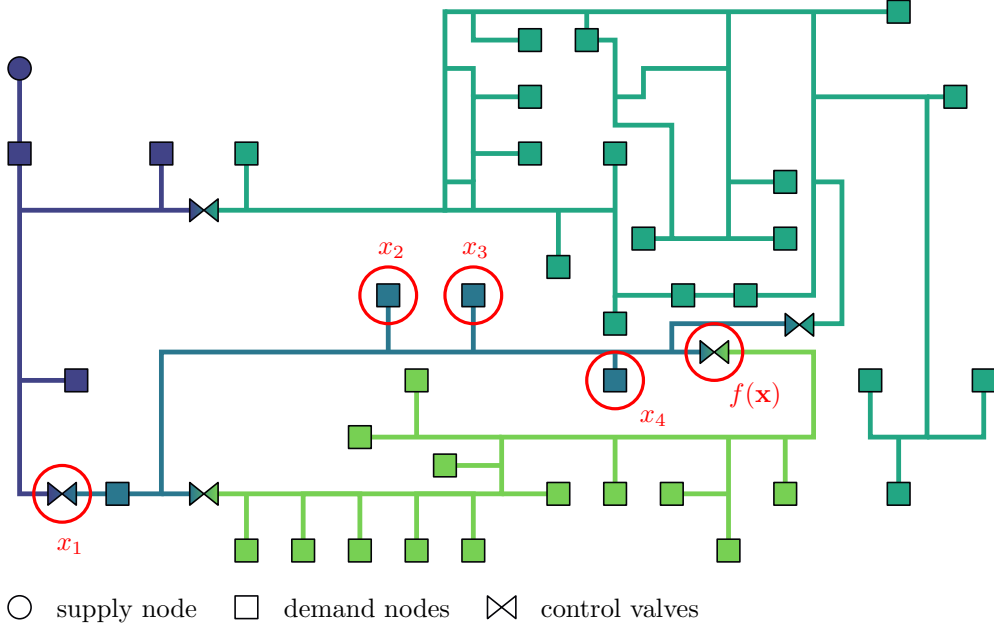 x₂
x₃
f(𝐱)
x₄
x₁
supply node
demand nodes
control valves